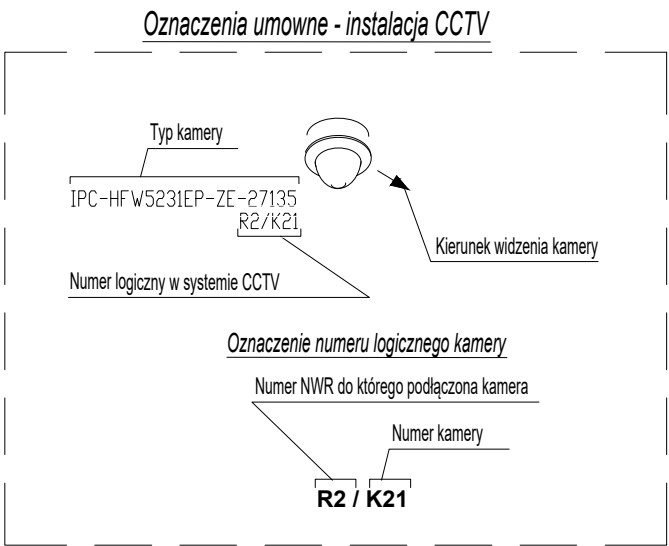 Oznaczenia umowne - instalacja CCTV
Typ kamery
IPC-HFW5231EP-ZE-27135
R2/K21
Kierunek widzenia kamery
Numer logiczny w systemie CCTV
Oznaczenie numeru logicznego kamery
Numer NWR do którego podłączona kamera
Numer kamery
R2 / K21